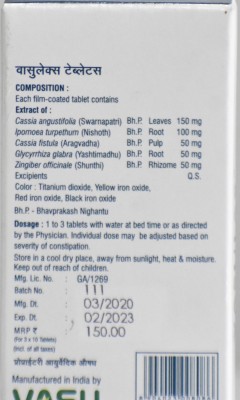 वासुलेक्स टेब्लेटस
COMPOSITION :
Each film-coated tablet contains
Extract of :
Cassia angustifolia (Swarnapatri) Bh.P. Leaves 150 mg
Ipomoea turpethum (Nishoth) Bh.P. Root 100 mg
Cassia fistula (Aragvadha) Bh.P. Pulp 50 mg
Glycyrrhiza glabra (Yashtimadhu) Bh.P. Root 50 mg
Zingiber officinale (Shunthi) Bh.P. Rhizome 50 mg
Excipients Q.S.
Color : Titanium dioxide, Yellow iron oxide,
Red iron oxide, Black iron oxide
Bh.P. - Bhavprakash Nighantu
Dosage : 1 to 3 tablets with water at bed time or as directed
by the Physician. Individual dose may be adjusted based on
severity of constipation.
Store in a cool dry place, away from sunlight, heat & moisture.
Keep out of reach of children.
Mfg. Lic. No. : GA/1269
Batch No. : 111
Mfg. Dt. : 03/2020
Exp. Dt. : 02/2023
MRP ₹ : 150.00
(For 3 x 10 Tablets)
(Incl. of all taxes)
प्रोप्राईटरी आयुर्वेदिक औषध
Manufactured in India by
VASU